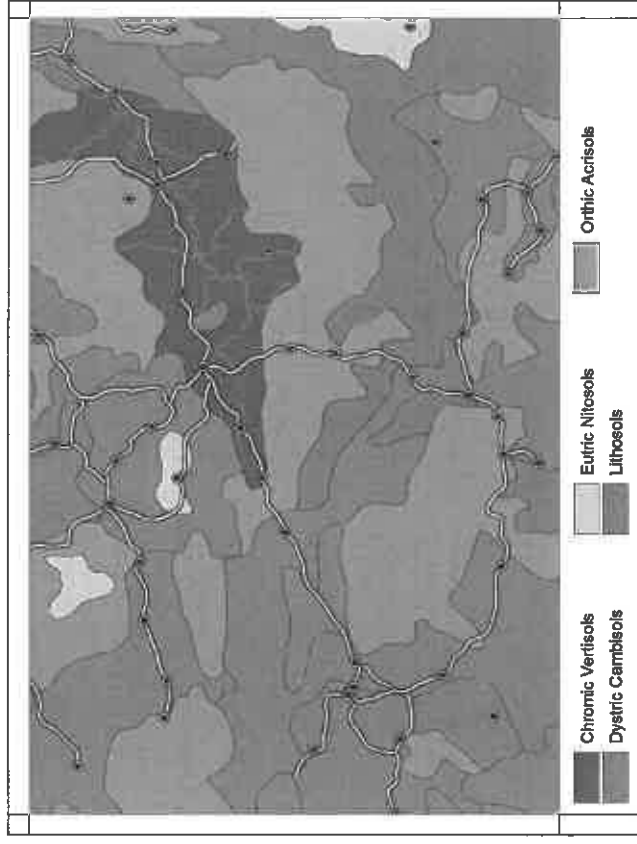 Chromic Vertisols
Dystric Cambisols
Eutric Nitosols
Lithosols
Orthic Acrisols